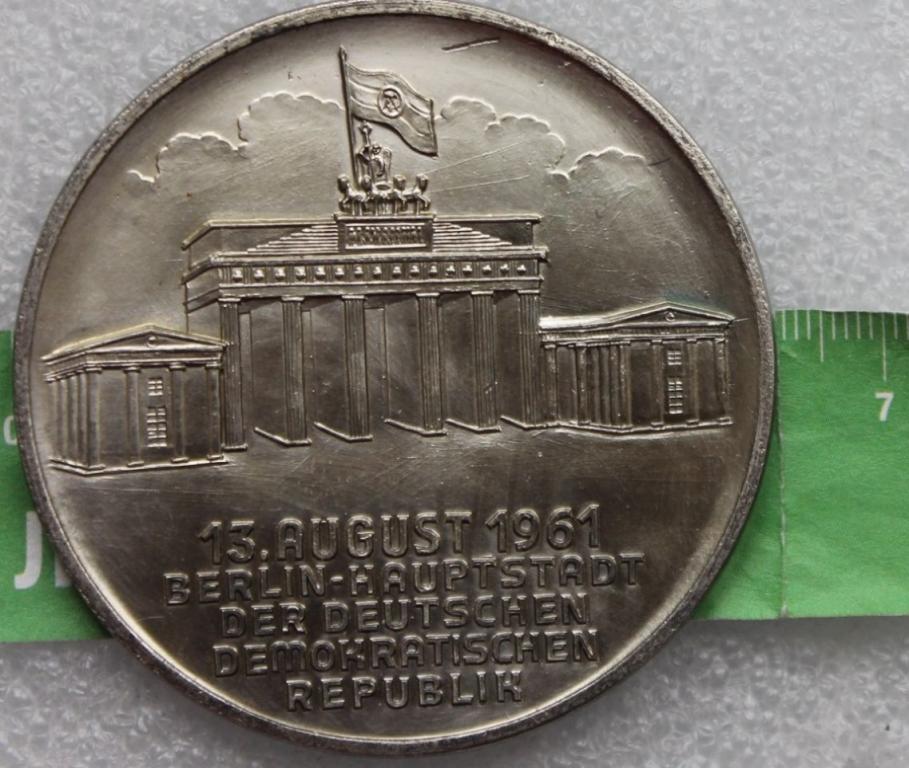 13. AUGUST 1961
BERLIN-HAUPTSTADT
DER DEUTSCHEN
DEMOKRATISCHEN
REPUBLIK
7